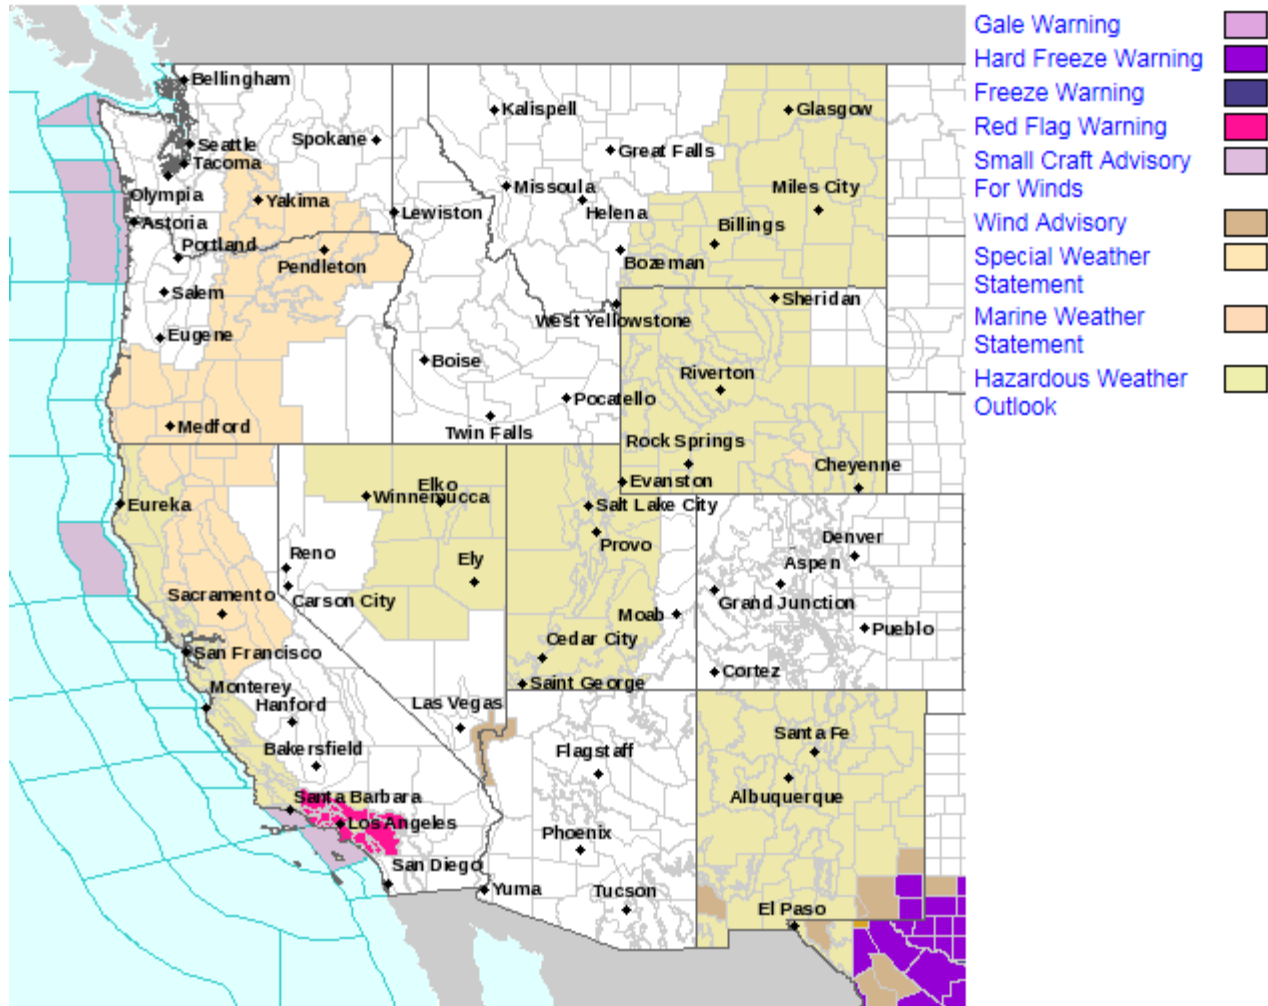 Bellingham
Kalispell
Glasgow
Spokane
Seattle
Great Falls
Tacoma
Olympia
Missoula
Miles City
Yakima
Helena
Lewiston
Astoria
Billings
Portland
Pendleton
Bozeman
Salem
Sheridan
West Yellowstone
Eugene
Boise
Riverton
Pocatello
Medford
Twin Falls
Rock Springs
Cheyenne
Evanston
Elko
Winnemucca
Eureka
Salt Lake City
Provo
Denver
Reno
Ely
Aspen
Sacramento
Carson City
Grand Junction
Moab
Pueblo
Cedar City
San Francisco
Cortez
Saint George
Monterey
Hanford
Las Vegas
Santa Fe
Bakersfield
Flagstaff
Albuquerque
Santa Barbara
Los Angeles
Phoenix
San Diego
Yuma
Tucson
El Paso
Gale Warning
Hard Freeze Warning
Freeze Warning
Red Flag Warning
Small Craft Advisory
For Winds
Wind Advisory
Special Weather
Statement
Marine Weather
Statement
Hazardous Weather
Outlook